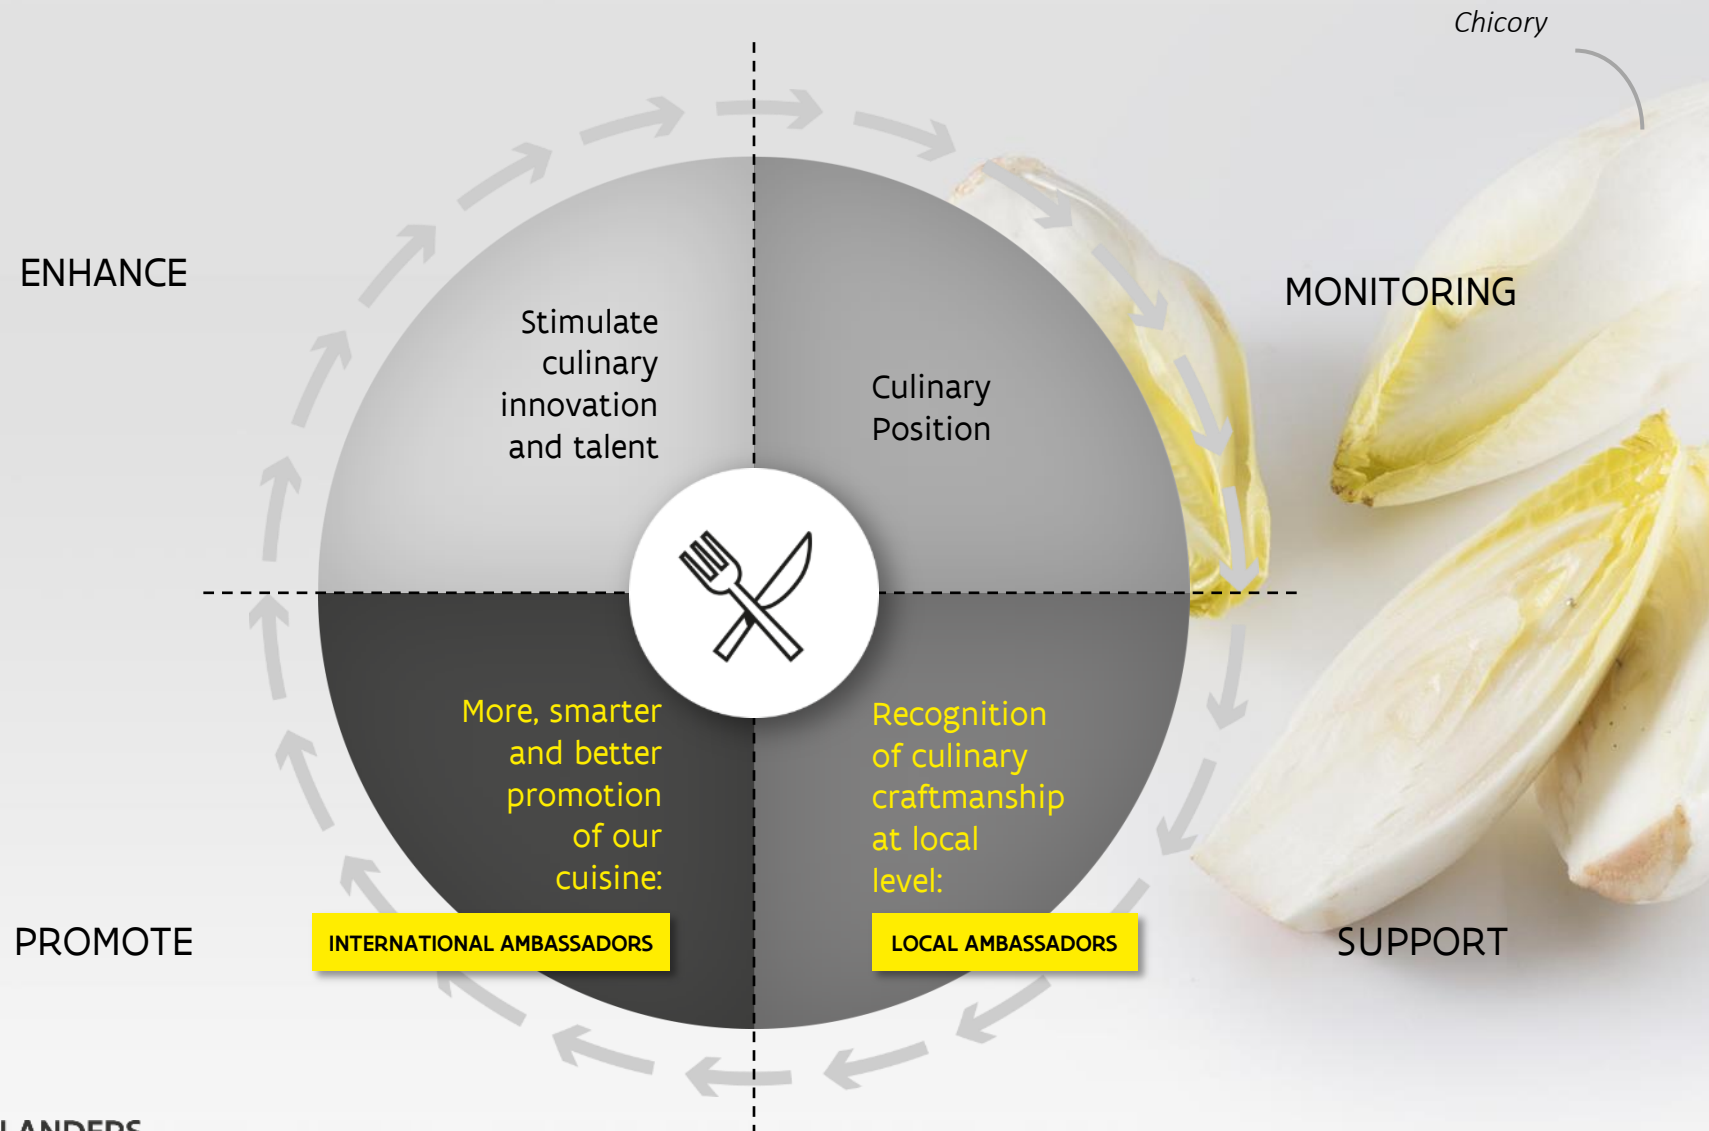 Chicory
ENHANCE
MONITORING
Stimulate
culinary
innovation
and talent
Culinary
Position
More, smarter
and better
promotion
of our
cuisine:
INTERNATIONAL AMBASSADORS
Recognition
of culinary
craftmanship
at local
level:
LOCAL AMBASSADORS
PROMOTE
SUPPORT
LANDERS